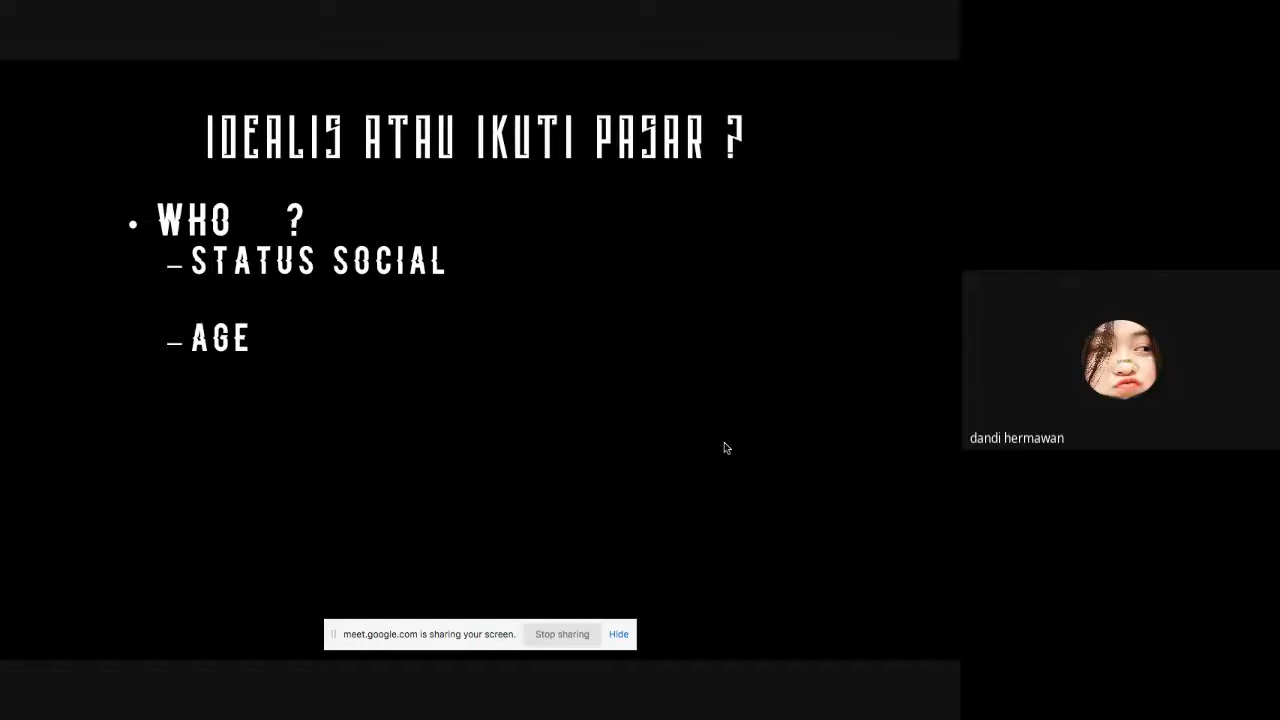 IDEALIS ATAU IKUTI PASAR ?
• WHO ?
– STATUS SOCIAL
– AGE
dandi hermawan
meet.google.com is sharing your screen. Stop sharing Hide